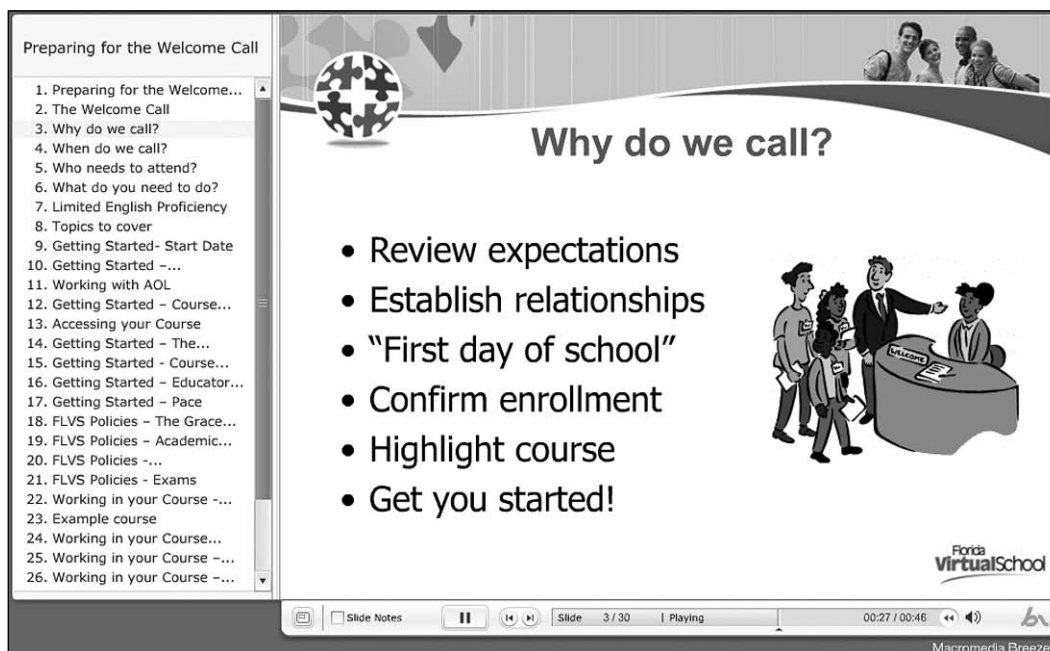 Preparing for the Welcome Call
1. Preparing for the Welcome...
2. The Welcome Call
3. Why do we call?
4. When do we call?
5. Who needs to attend?
6. What do you need to do?
7. Limited English Proficiency
8. Topics to cover
9. Getting Started- Start Date
10. Getting Started –...
11. Working with AOL
12. Getting Started – Course...
13. Accessing your Course
14. Getting Started – The...
15. Getting Started - Course...
16. Getting Started – Educator...
17. Getting Started – Pace
18. FLVS Policies – The Grace...
19. FLVS Policies – Academic...
20. FLVS Policies -...
21. FLVS Policies - Exams
22. Working in your Course -...
23. Example course
24. Working in your Course...
25. Working in your Course –...
26. Working in your Course –...
Why do we call?
• Review expectations
• Establish relationships
• “First day of school”
• Confirm enrollment
• Highlight course
• Get you started!
WELCOME
Florida
VirtualSchool
Slide Notes
Slide 3 / 30 | Playing
00:27 / 00:46
Macromedia Breeze